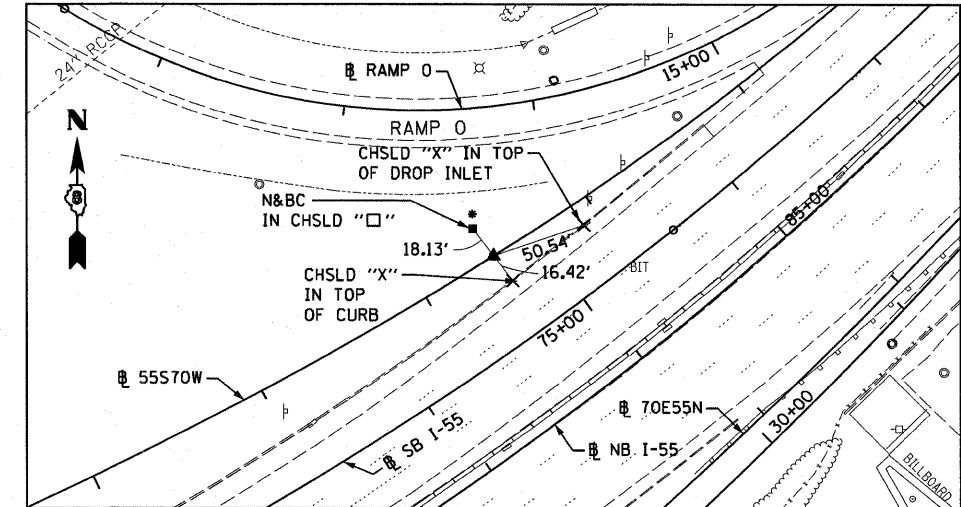 24" RCCP
℄ RAMP O
15+00
RAMP O
N
8
CHSLD "X" IN TOP
OF DROP INLET
N&BC
IN CHSLD "□"
18.13'
50.54'
16.42'
85+00
BIT
CHSLD "X"
IN TOP
OF CURB
75+00
℄ 55S70W
℄ SB I-55
℄ NB I-55
℄ 70E55N
30+00
BILLBOARD